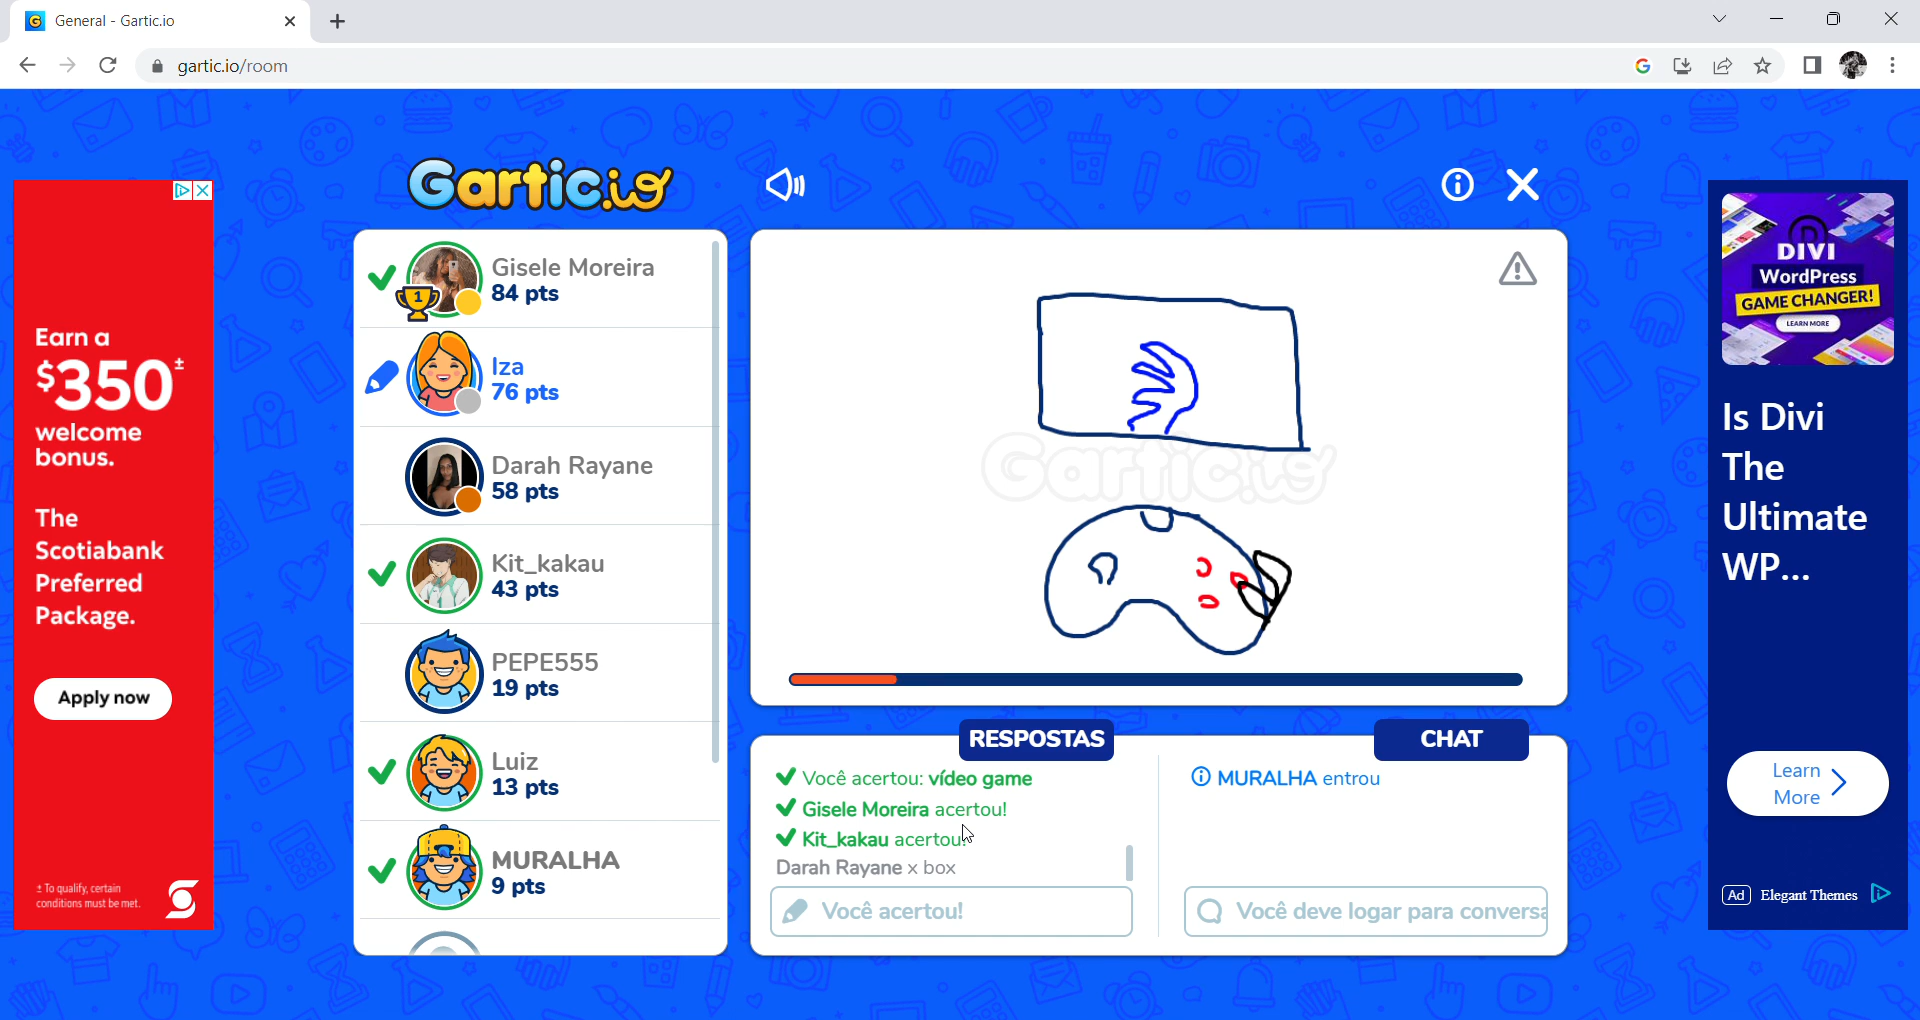 General - Gartic.io
gartic.io/room
Gartic.io
Earn a
$350±
welcome
bonus.
The
Scotiabank
Preferred
Package.
Apply now
± To qualify, certain
conditions must be met.
1
Gisele Moreira
84 pts
Iza
76 pts
Darah Rayane
58 pts
Kit_kakau
43 pts
PEPE555
19 pts
Luiz
13 pts
MURALHA
9 pts
Gartic.io
RESPOSTAS
Você acertou: vídeo game
Gisele Moreira acertou!
Kit_kakau acertou!
Darah Rayane x box
Você acertou!
CHAT
MURALHA entrou
Você deve logar para conversa
DIVI
WordPress
GAME CHANGER!
LEARN MORE
Is Divi
The
Ultimate
WP...
Learn
More
Ad Elegant Themes